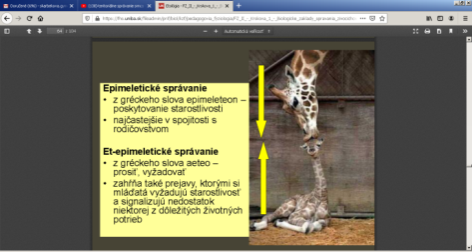 Epimeletické správanie
• z gréckeho slova epimeleteon –
poskytovanie starostlivosti
• najčastejšie v spojitosti s
rodičovstvom
Et-epimeletické správanie
• z gréckeho slova aeteo –
prosiť, vyžadovať
• zahŕňa také prejavy, ktorými si
mláďatá vyžadujú starostlivosť
a signalizujú nedostatok
niektorej z dôležitých životných
potrieb